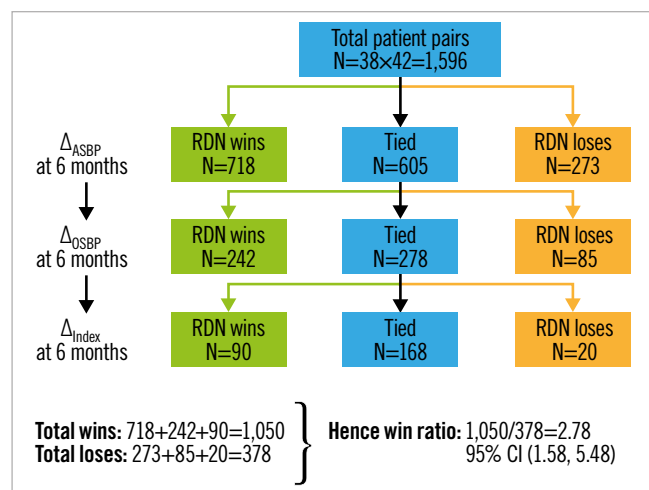 Total patient pairs
N=38×42=1,596
ΔASBP
at 6 months
RDN wins
N=718
Tied
N=605
RDN loses
N=273
ΔOSBP
at 6 months
RDN wins
N=242
Tied
N=278
RDN loses
N=85
ΔIndex
at 6 months
RDN wins
N=90
Tied
N=168
RDN loses
N=20
Total wins: 718+242+90=1,050
Total loses: 273+85+20=378
Hence win ratio: 1,050/378=2.78
95% CI (1.58, 5.48)